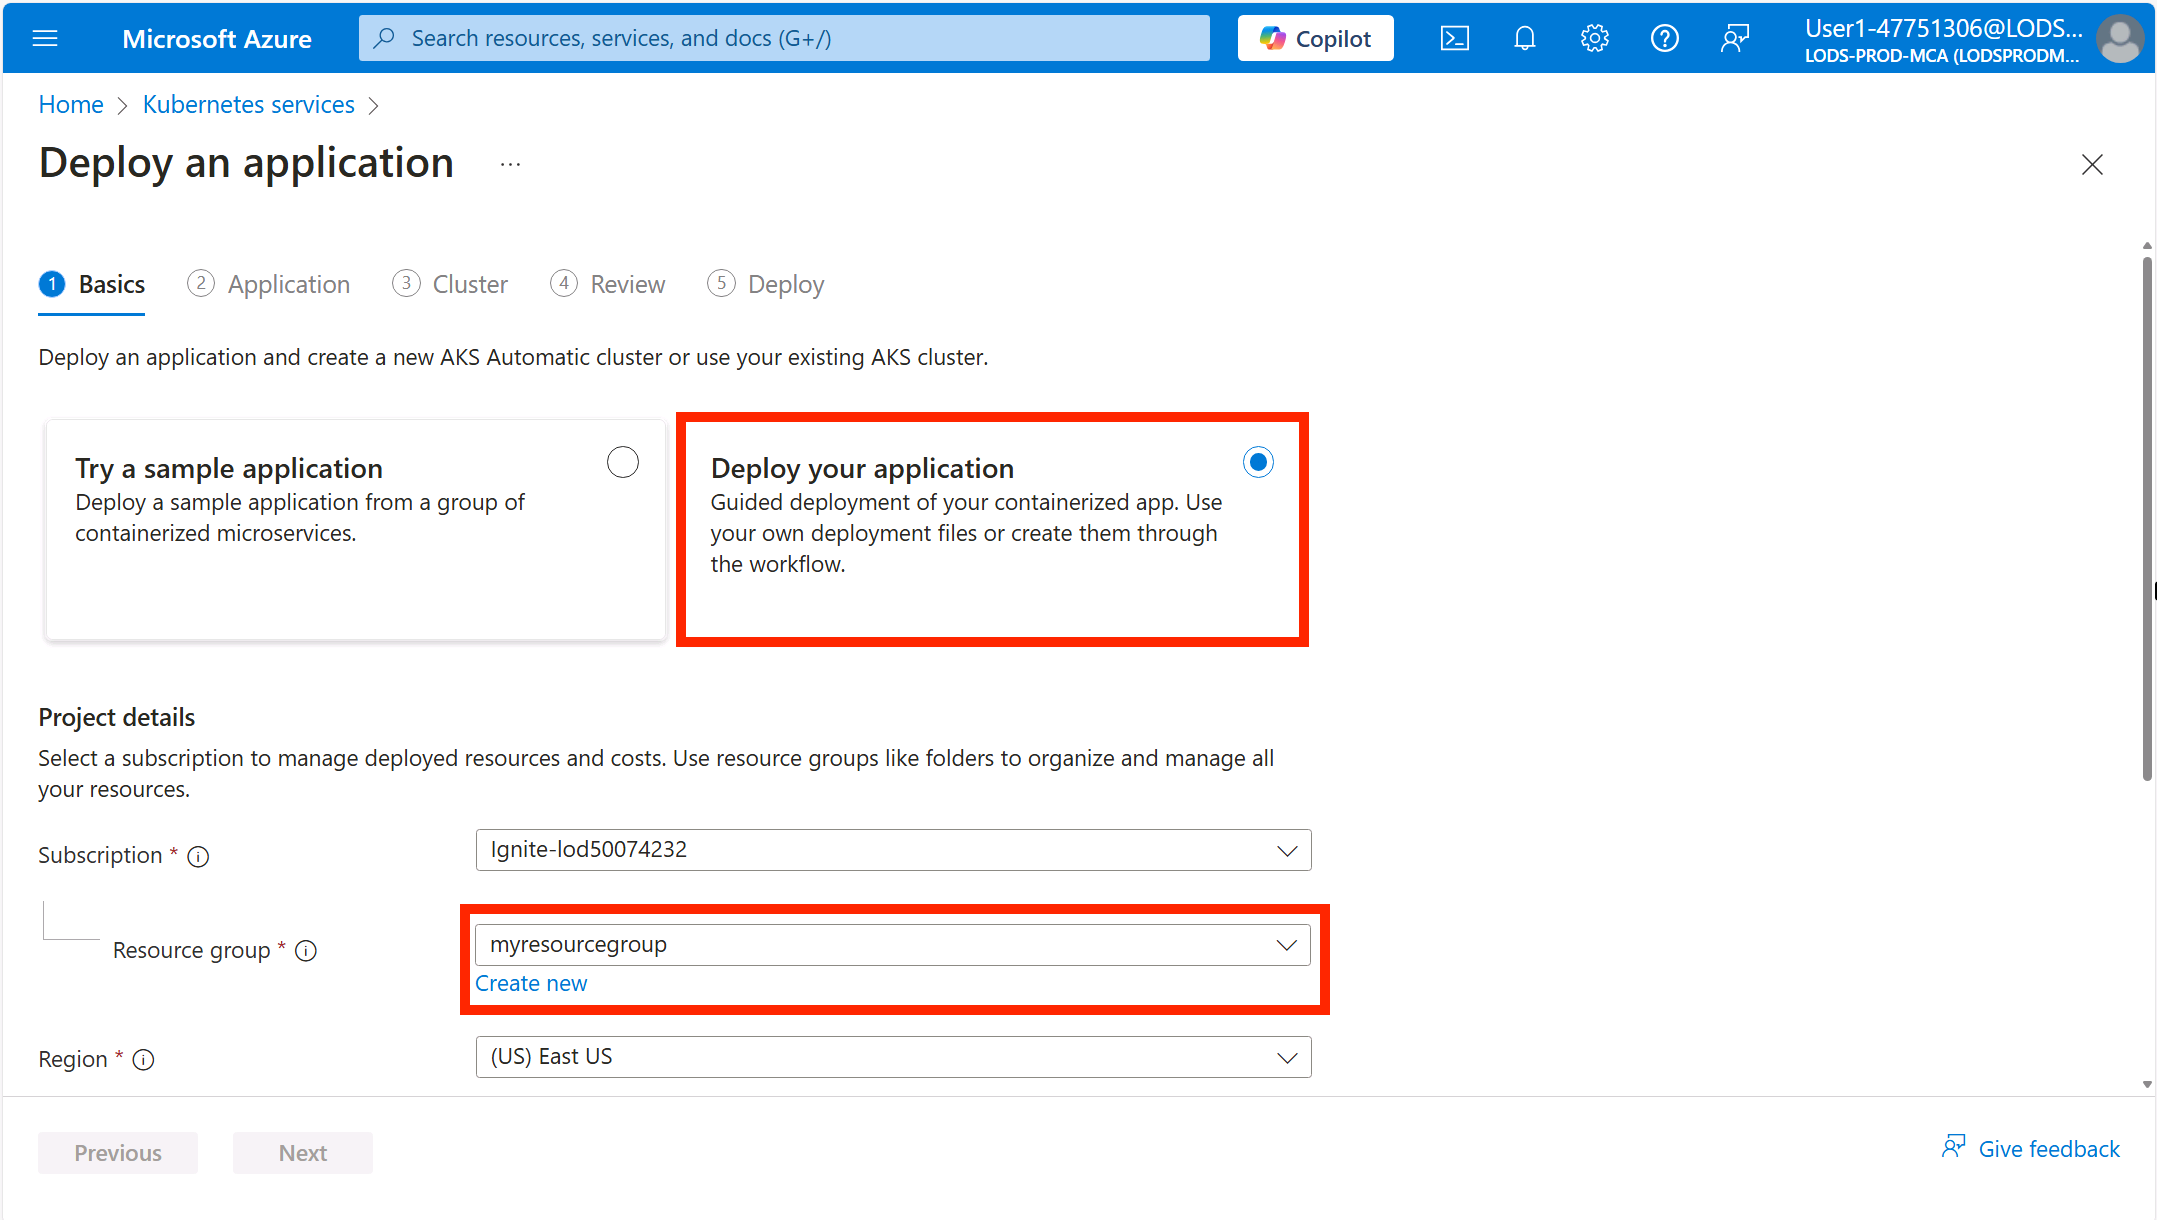 Microsoft Azure
Search resources, services, and docs (G+/)
Copilot
User1-47751306@LODS...
LODS-PROD-MCA (LODSPRODM...
Home > Kubernetes services >
Deploy an application ...
1 Basics 2 Application 3 Cluster 4 Review 5 Deploy
Deploy an application and create a new AKS Automatic cluster or use your existing AKS cluster.
Try a sample application
Deploy a sample application from a group of
containerized microservices.
Deploy your application
Guided deployment of your containerized app. Use
your own deployment files or create them through
the workflow.
Project details
Select a subscription to manage deployed resources and costs. Use resource groups like folders to organize and manage all
your resources.
Subscription *
Ignite-lod50074232
Resource group *
myresourcegroup
Create new
Region *
(US) East US
Previous
Next
Give feedback